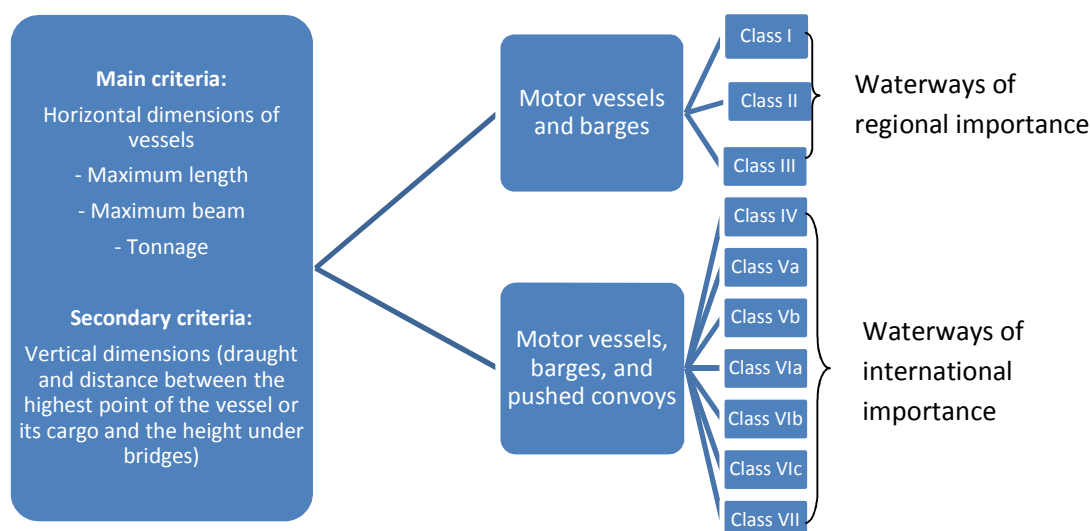 Main criteria:
Horizontal dimensions of
vessels
- Maximum length
- Maximum beam
- Tonnage
Secondary criteria:
Vertical dimensions (draught
and distance between the
highest point of the vessel or
its cargo and the height under
bridges)
Motor vessels
and barges
Class I
Class II
Class III
Waterways of
regional importance
Motor vessels,
barges, and
pushed convoys
Class IV
Class Va
Class Vb
Class VIa
Class VIb
Class VIc
Class VII
Waterways of
international
importance